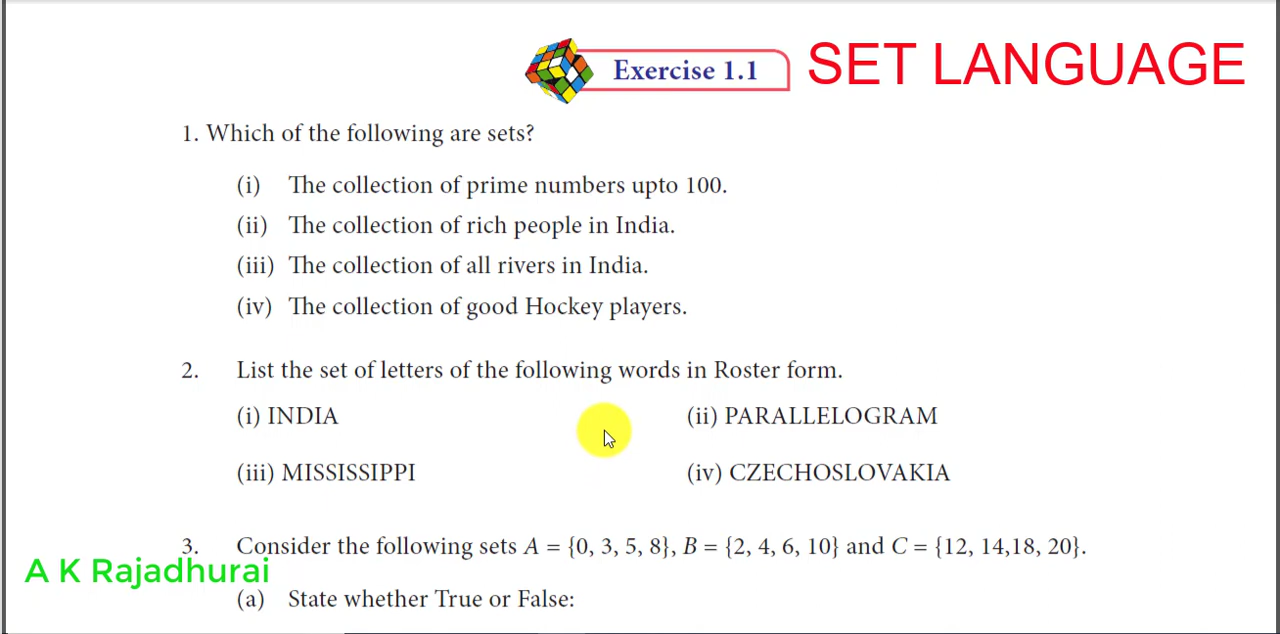 Exercise 1.1 SET LANGUAGE
1. Which of the following are sets?
(i) The collection of prime numbers upto 100.
(ii) The collection of rich people in India.
(iii) The collection of all rivers in India.
(iv) The collection of good Hockey players.
2. List the set of letters of the following words in Roster form.
(i) INDIA (ii) PARALLELOGRAM
(iii) MISSISSIPPI (iv) CZECHOSLOVAKIA
3. Consider the following sets A = {0, 3, 5, 8}, B = {2, 4, 6, 10} and C = {12, 14,18, 20}.
A K Rajadhurai
(a) State whether True or False: